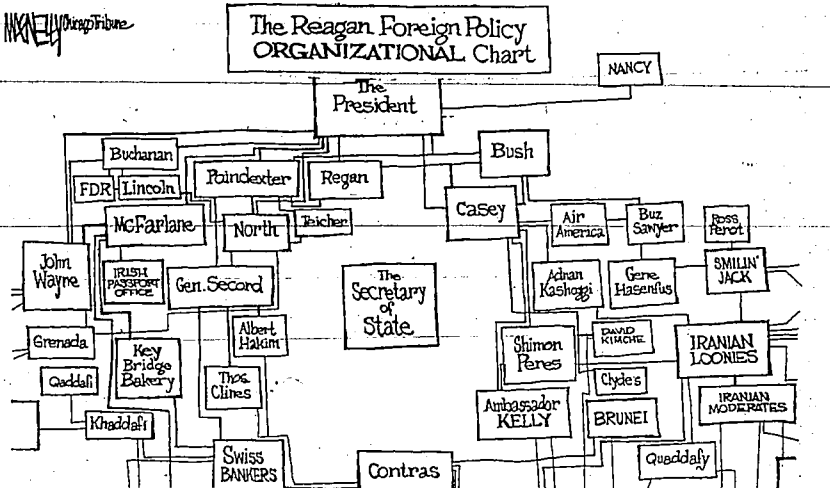 MACNELLY Chicago Tribune
The Reagan Foreign Policy
ORGANIZATIONAL Chart
NANCY
The
President
Buchanan
Bush
FDR
Lincoln
Poindexter
Regan
McFarlane
North
Teicher
Casey
Air
America
Buz
Sawyer
Ross
Perot
John
Wayne
IRISH
PASSPORT
OFFICE
Gen. Secord
The
Secretary
of
State
Adnan
Kashoggi
Gene
Hasenfus
SMILIN'
JACK
Grenada
Albert
Hakim
Key
Bridge
Bakery
Shimon
Peres
DAVID
KIMCHE
IRANIAN
LOONIES
Qaddafi
Thos.
Clines
Clyde's
Ambassador
KELLY
BRUNEI
IRANIAN
MODERATES
Khaddafi
Swiss
BANKERS
Contras
Quaddafy